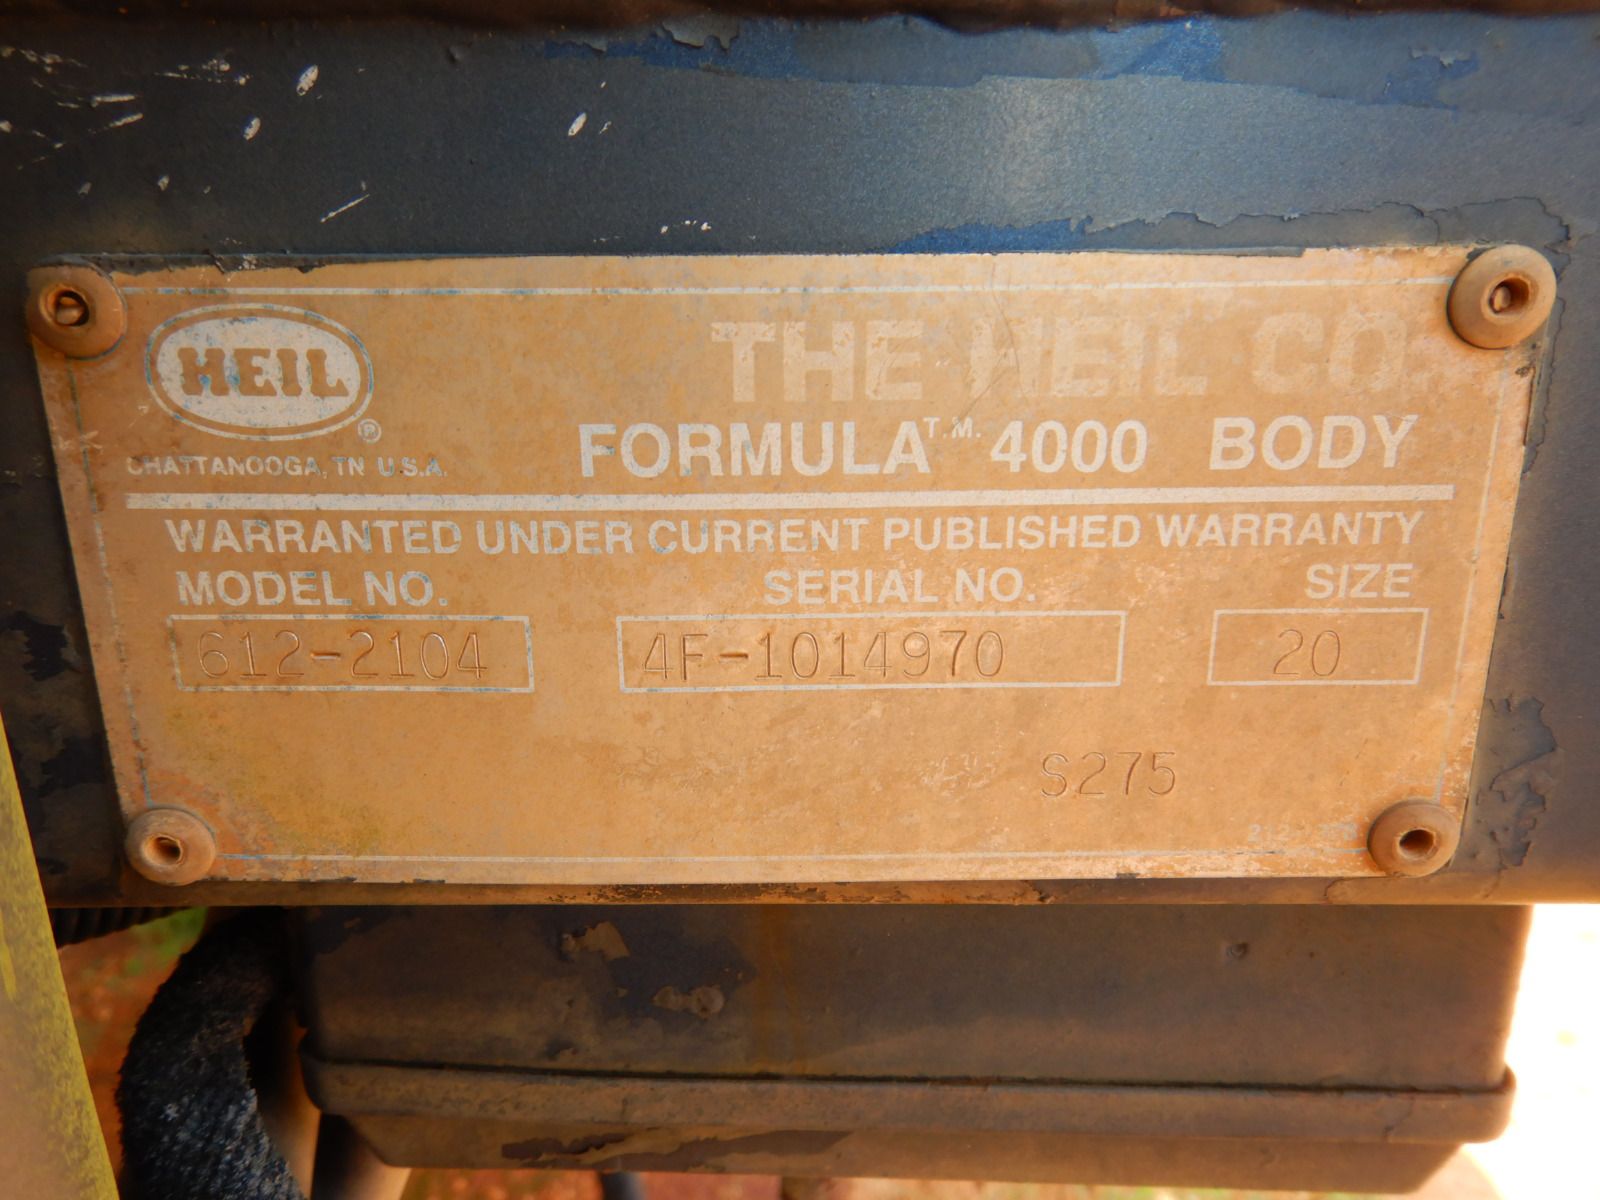 HEIL ®
CHATTANOOGA, TN U.S.A.
THE HEIL CO.
FORMULA T.M. 4000 BODY
WARRANTED UNDER CURRENT PUBLISHED WARRANTY
MODEL NO. SERIAL NO. SIZE
612-2104 4F-1014970 20
S275